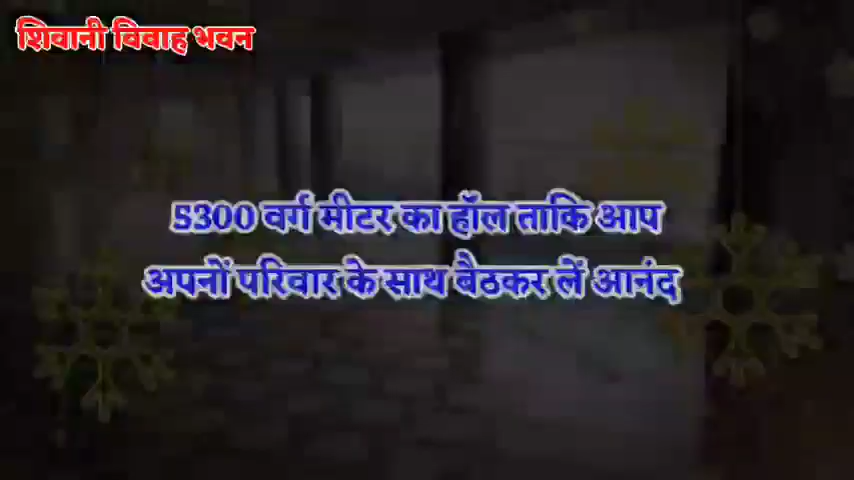 शिवानी विवाह भवन
5300 वर्ग मीटर का हॉल ताकि आप
अपनों परिवार के साथ बैठकर लें आनंद